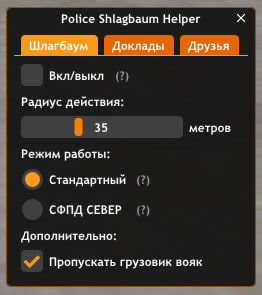 Police Shlagbaum Helper
Шлагбаум Доклады Друзья
Вкл/выкл (?)
Радиус действия:
35 метров
Режим работы:
Стандартный (?)
СФПД СЕВЕР (?)
Дополнительно:
Пропускать грузовик вояк